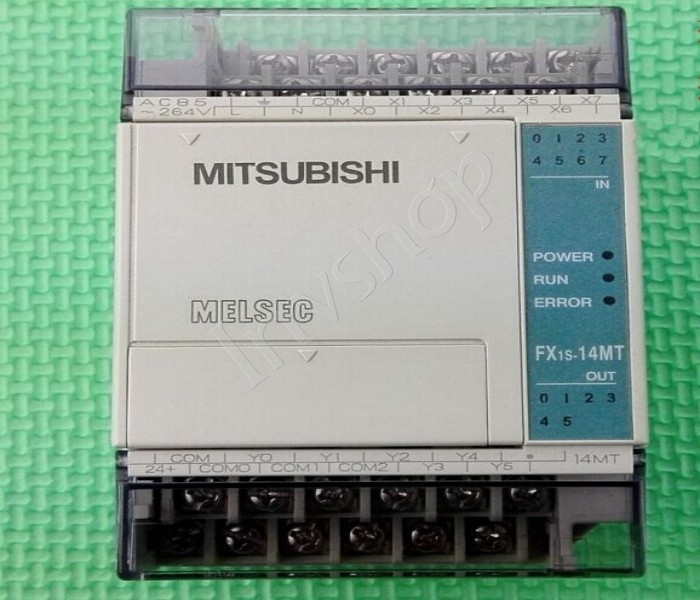 AC85 ⏚ COM X1 X3 X5 X7
~264V L N X0 X2 X4 X6
MITSUBISHI
MELSEC
0 1 2 3
4 5 6 7
IN
POWER
RUN
ERROR
FX1S-14MT
OUT
0 1 2 3
4 5
COM Y0 Y1 Y2 Y4 •
24+ COM0 COM1 COM2 Y3 Y5 14MT
Invshop